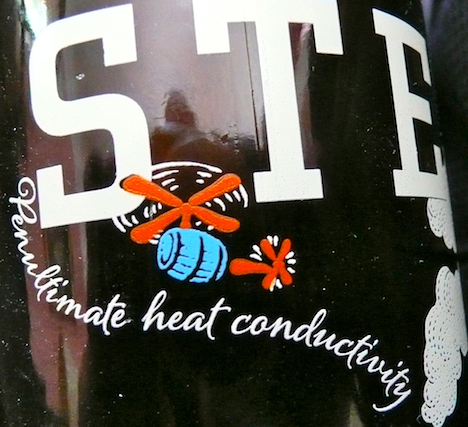 STE
Penultimate heat conductivity